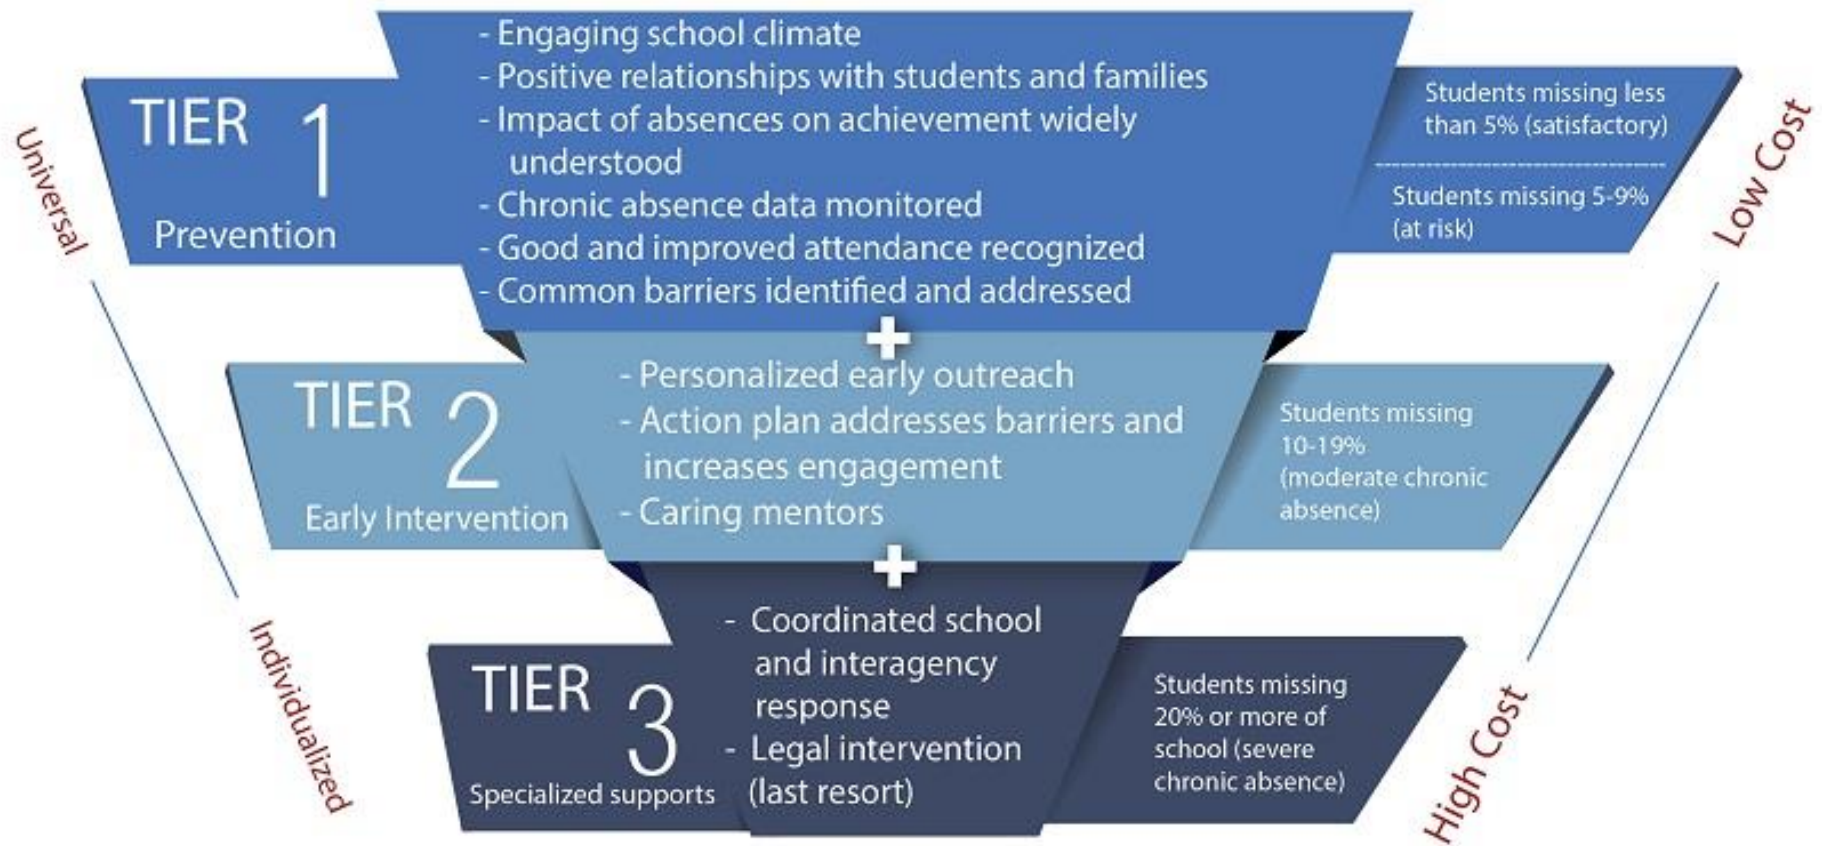 TIER 1
Prevention
- Engaging school climate
- Positive relationships with students and families
- Impact of absences on achievement widely
understood
- Chronic absence data monitored
- Good and improved attendance recognized
- Common barriers identified and addressed
Students missing less
than 5% (satisfactory)
Students missing 5-9%
(at risk)
Universal
Low Cost
+
TIER 2
Early Intervention
- Personalized early outreach
- Action plan addresses barriers and
increases engagement
- Caring mentors
Students missing
10-19%
(moderate chronic
absence)
+
TIER 3
Specialized supports
- Coordinated school
and interagency
response
- Legal intervention
(last resort)
Students missing
20% or more of
school (severe
chronic absence)
Individualized
High Cost